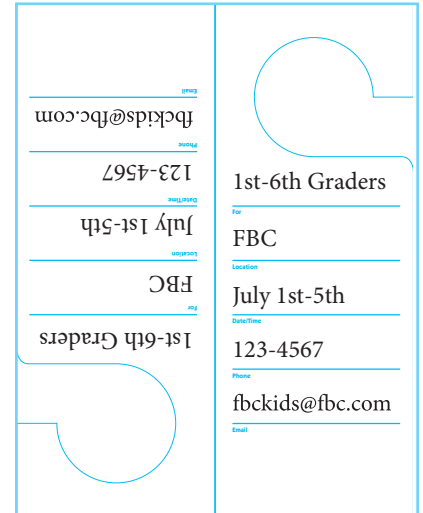 1st-6th Graders
For
FBC
Location
July 1st-5th
Date/Time
123-4567
Phone
fbckids@fbc.com
Email
1st-6th Graders
For
FBC
Location
July 1st-5th
Date/Time
123-4567
Phone
fbckids@fbc.com
Email